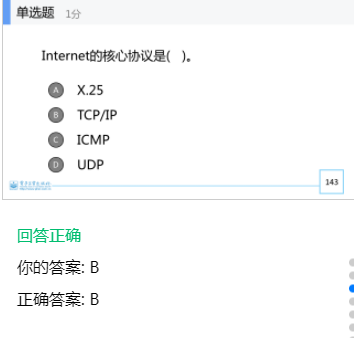 单选题 1分
Internet的核心协议是( )。
A X.25
B TCP/IP
C ICMP
D UDP
143
回答正确
你的答案: B
正确答案: B